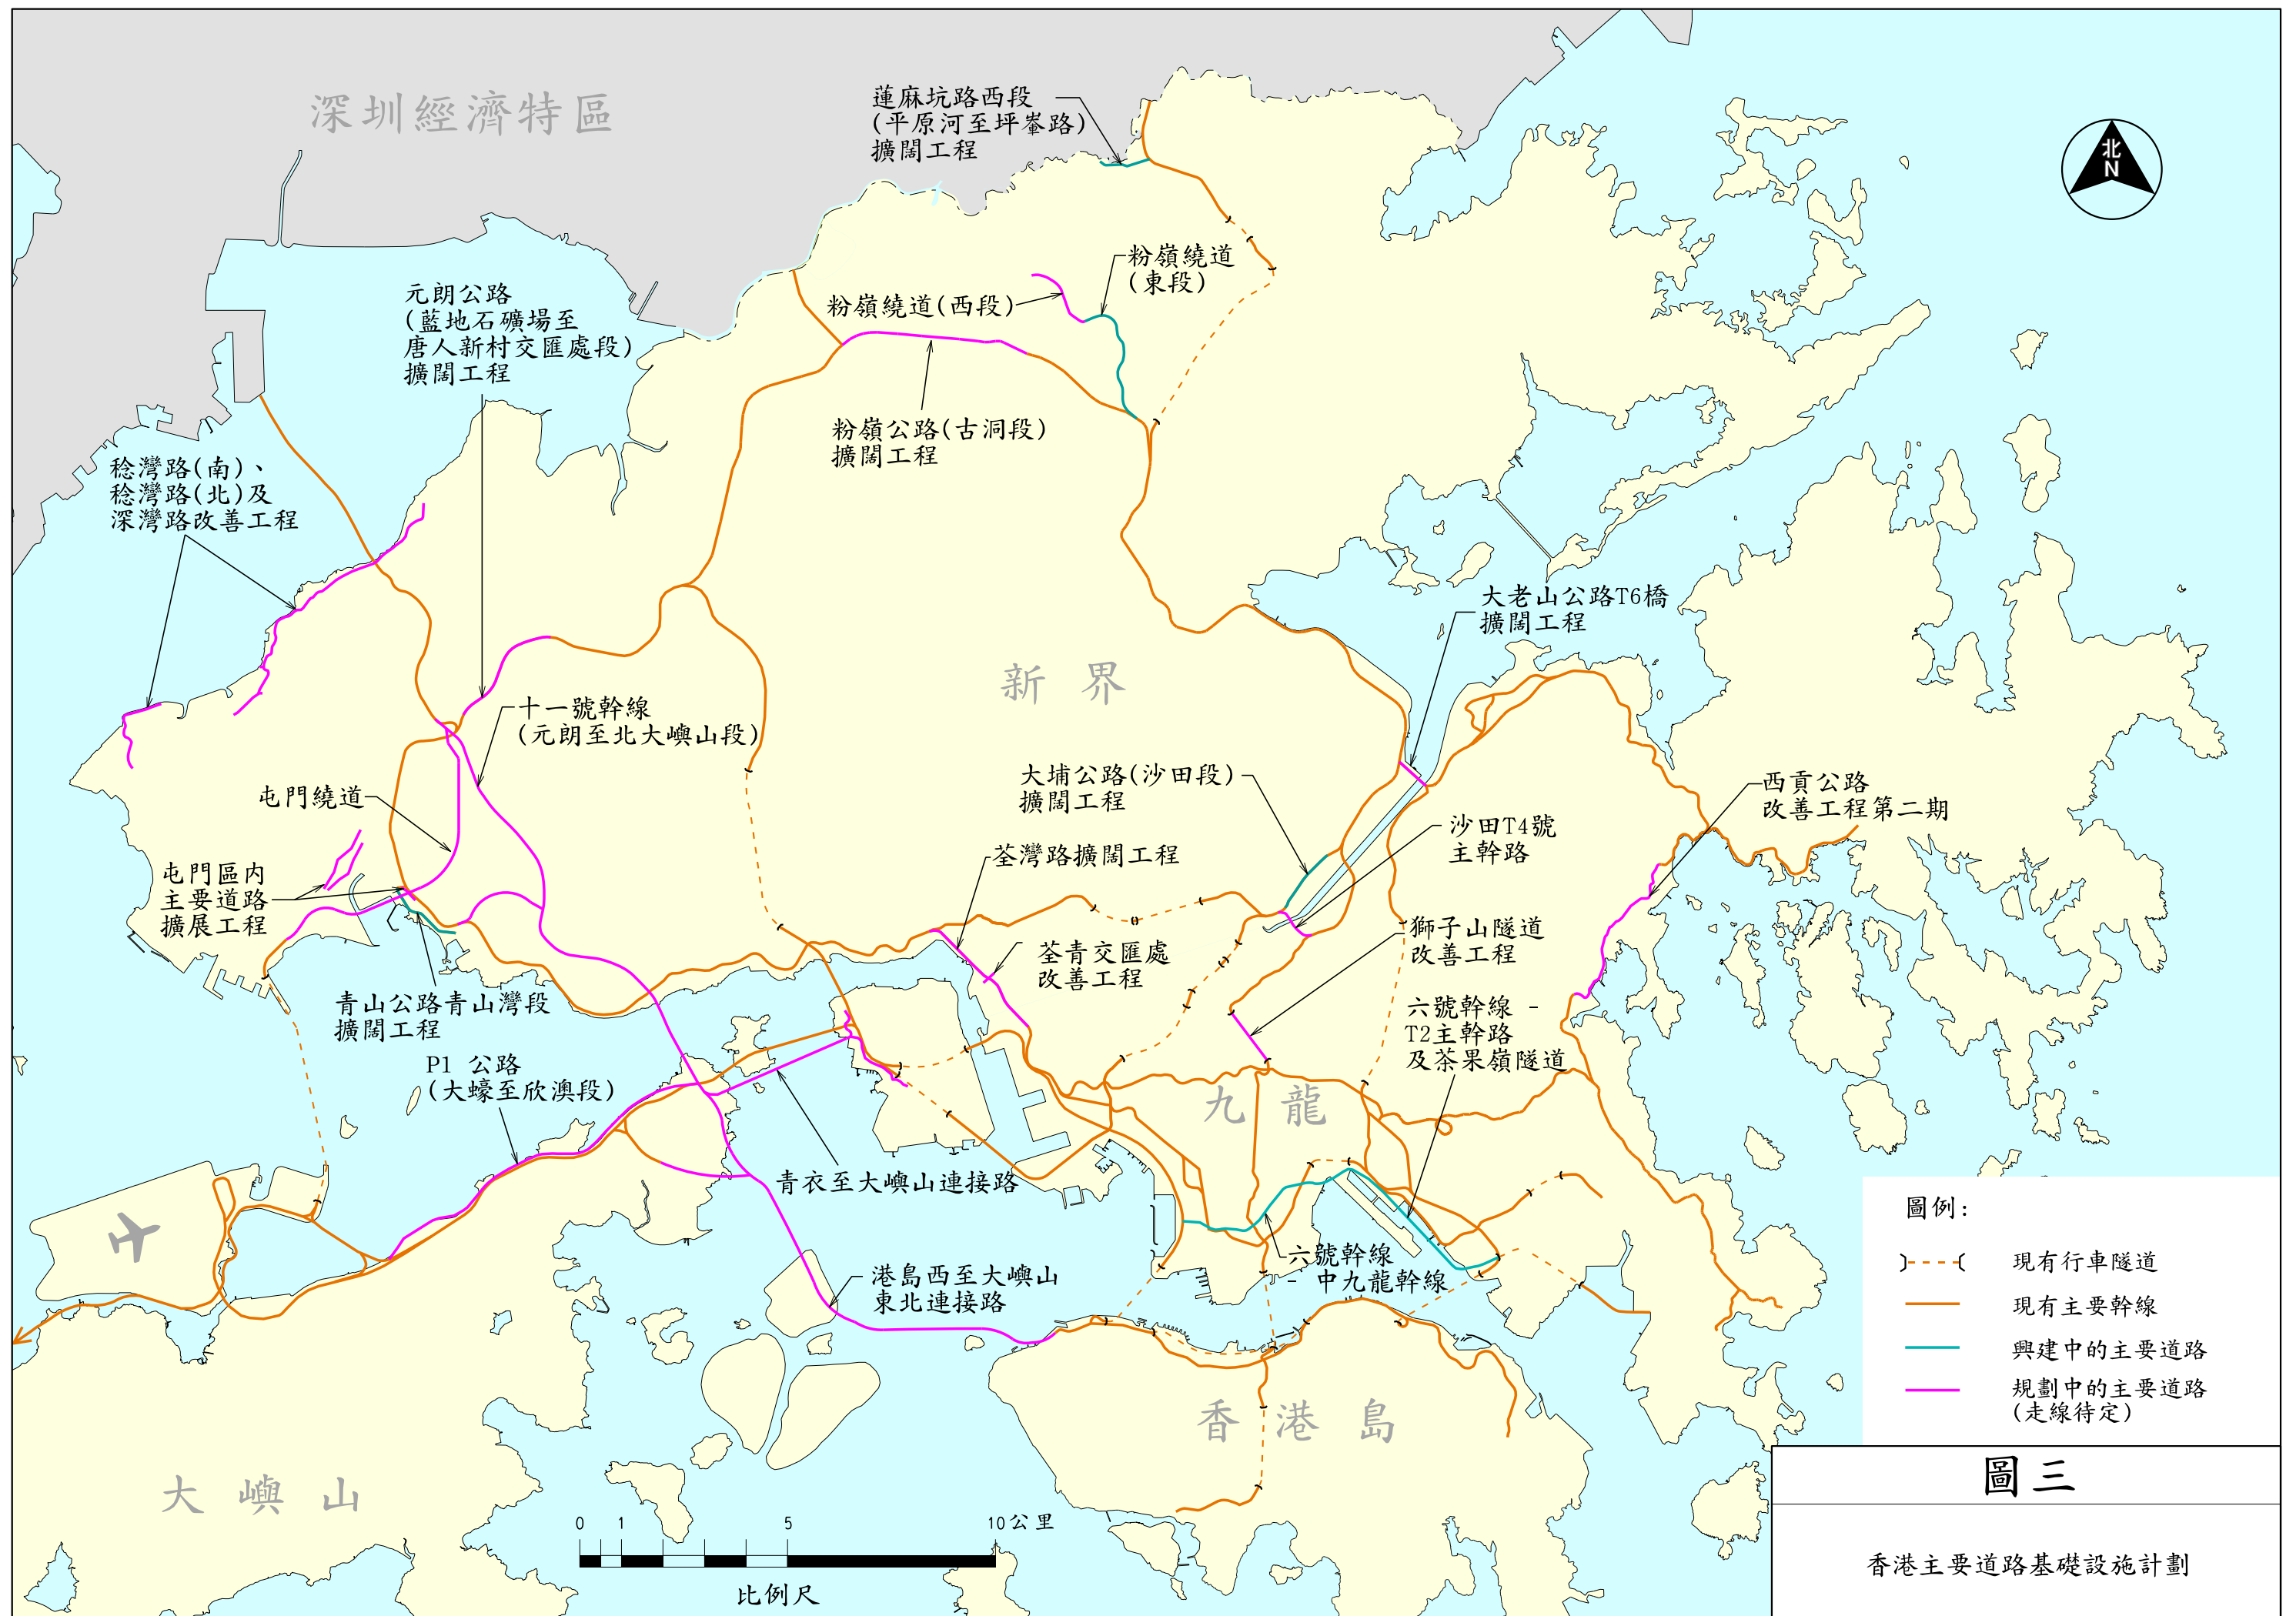 深圳經濟特區
蓮麻坑路西段
(平原河至坪輋路)
擴闊工程
北
N
粉嶺繞道
(東段)
粉嶺繞道(西段)
元朗公路
(藍地石礦場至
唐人新村交匯處段)
擴闊工程
粉嶺公路(古洞段)
擴闊工程
稔灣路(南)、
稔灣路(北)及
深灣路改善工程
大老山公路T6橋
擴闊工程
新界
十一號幹線
(元朗至北大嶼山段)
大埔公路(沙田段)
擴闊工程
西貢公路
改善工程第二期
屯門繞道
沙田T4號
主幹路
荃灣路擴闊工程
屯門區內
主要道路
擴展工程
獅子山隧道
改善工程
荃青交匯處
改善工程
青山公路青山灣段
擴闊工程
六號幹線 -
T2主幹路
及茶果嶺隧道
P1 公路
(大蠔至欣澳段)
九龍
青衣至大嶼山連接路
六號幹線
- 中九龍幹線
港島西至大嶼山
東北連接路
香港島
大嶼山
圖例:
現有行車隧道
現有主要幹線
興建中的主要道路
規劃中的主要道路
(走線待定)
0 1 5 10公里
比例尺
圖三
香港主要道路基礎設施計劃